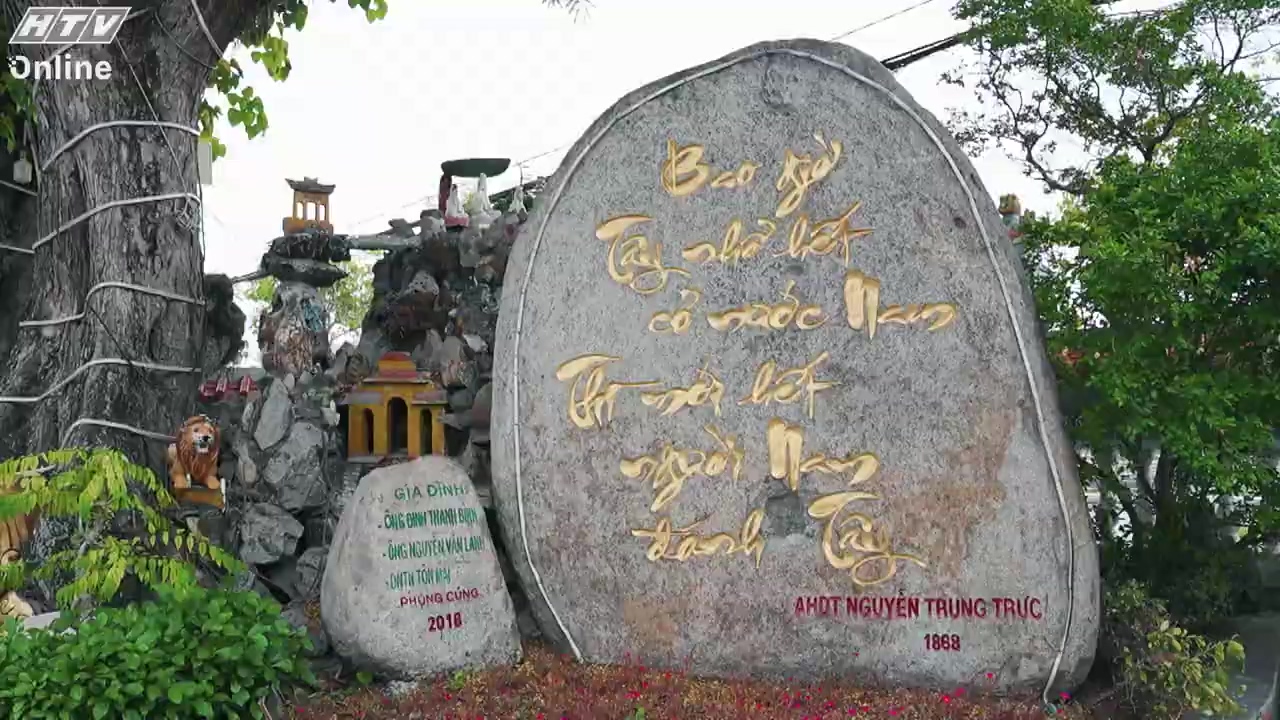 HTV
Online
Bao giờ
Tây nhổ hết
cỏ nước Nam
Thì mới hết
người Nam
đánh Tây
AHDT NGUYỄN TRUNG TRỰC
1868
GIA ĐÌNH
- ÔNG ĐINH THANH
- ÔNG NGUYỄN VĂN LANH
- DNTN TÔN MAI
PHỤNG CÚNG
2018